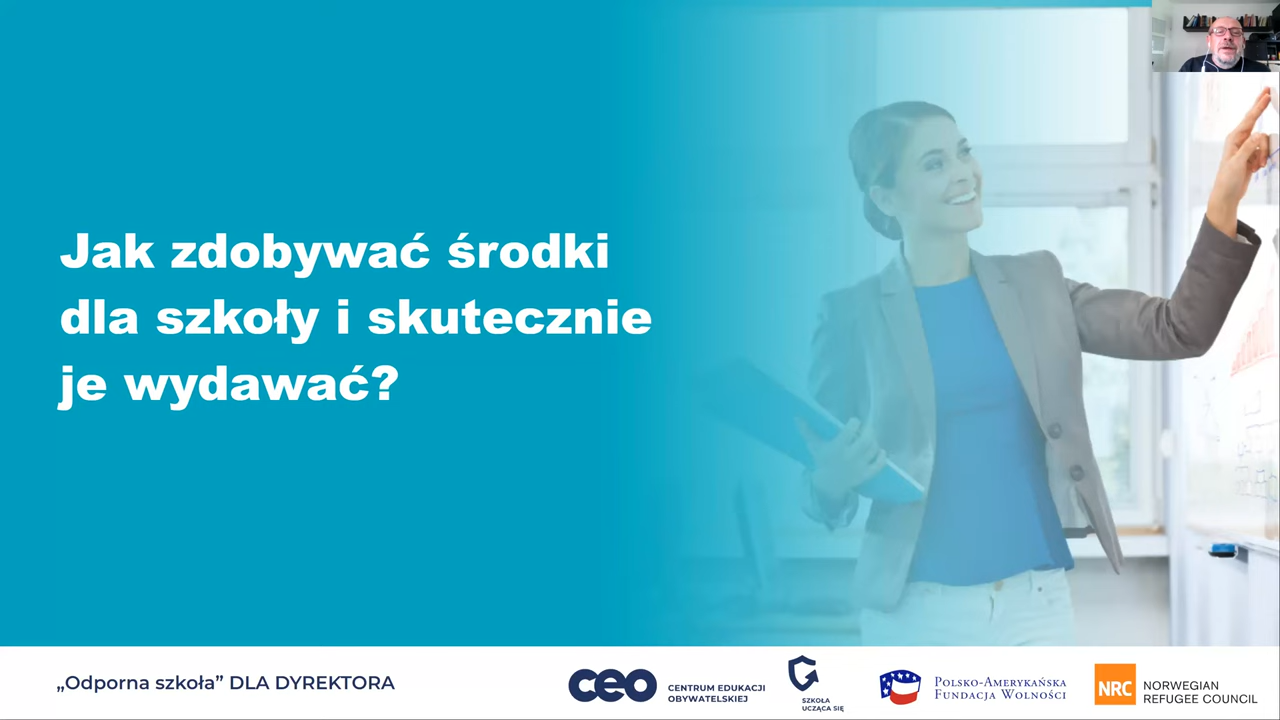 Jak zdobywać środki
dla szkoły i skutecznie
je wydawać?
„Odporna szkoła” DLA DYREKTORA
ceo
CENTRUM EDUKACJI
OBYWATELSKIEJ
SZKOŁA
UCZĄCA SIĘ
POLSKO-AMERYKAŃSKA
FUNDACJA WOLNOŚCI
NRC
NORWEGIAN
REFUGEE COUNCIL